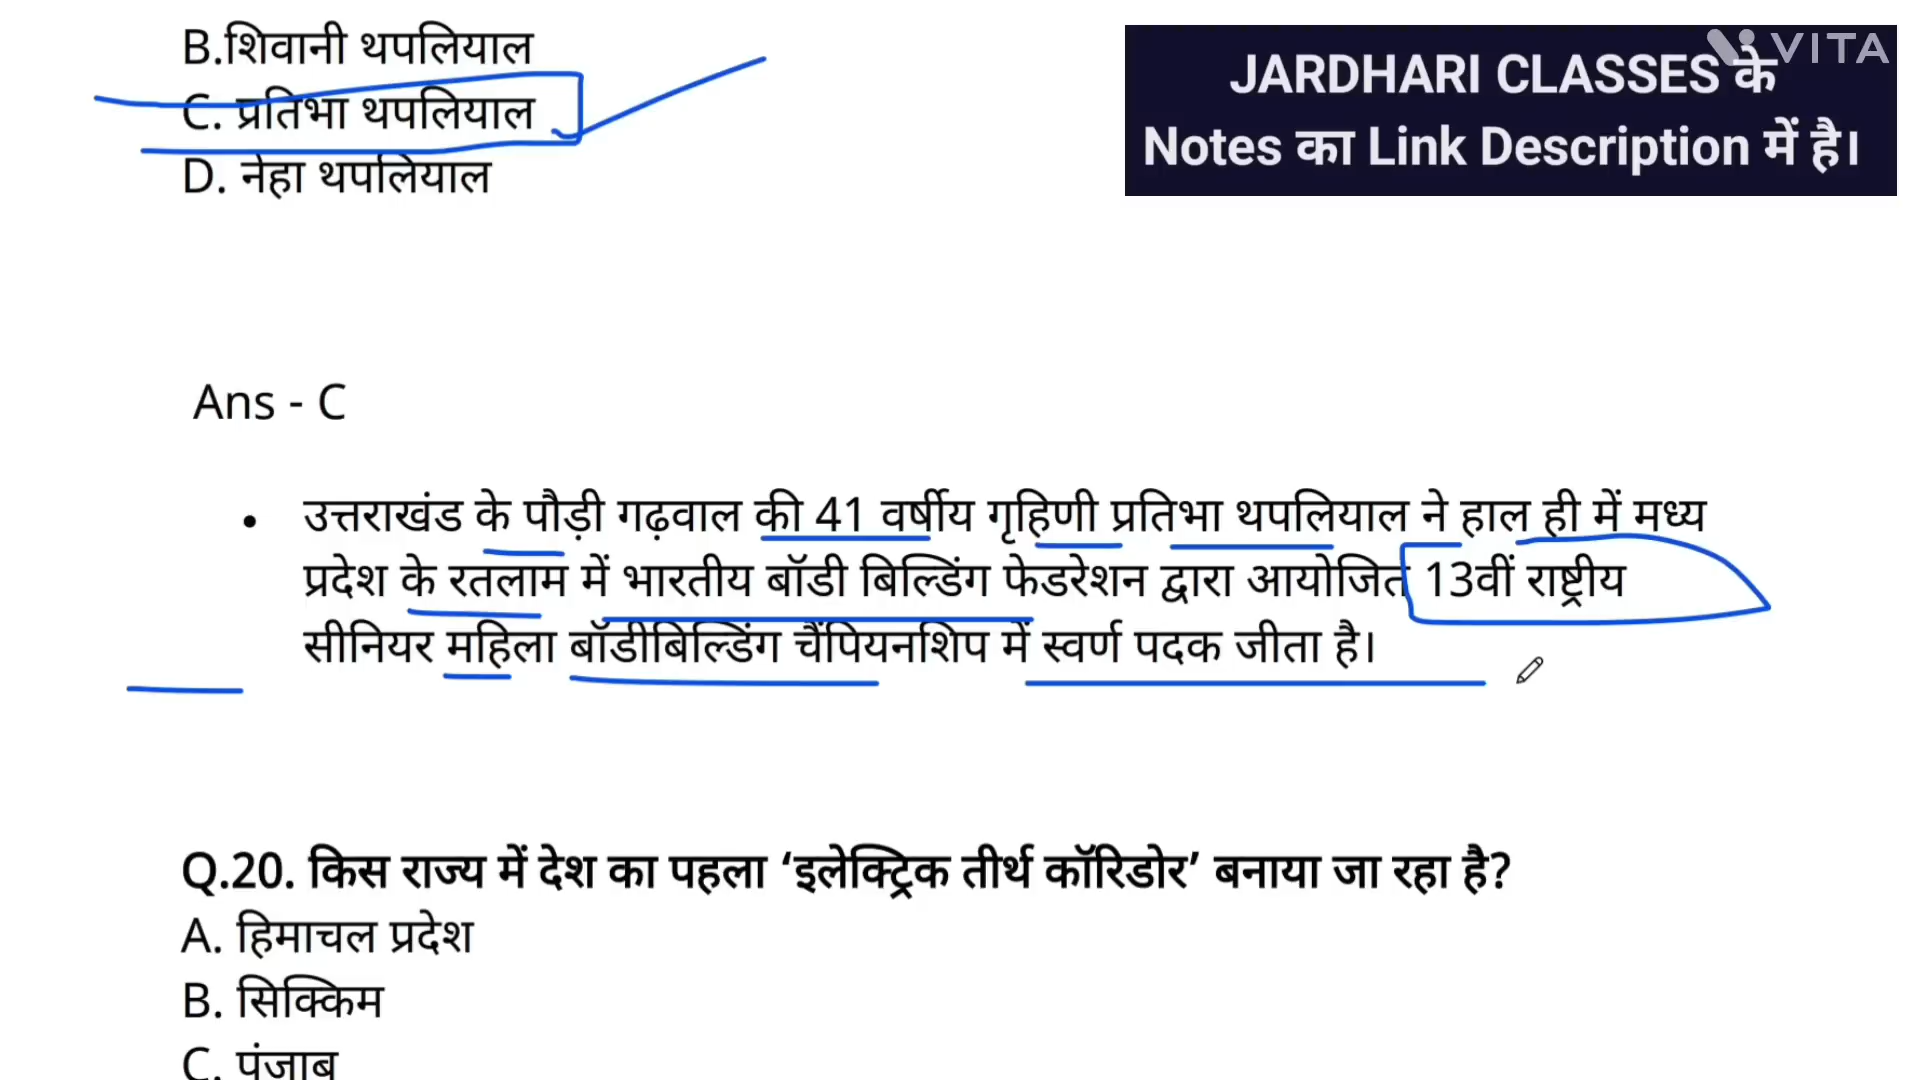 B.शिवानी थपलियाल
C. प्रतिभा थपलियाल
D. नेहा थपलियाल
JARDHARI CLASSES के
Notes का Link Description में है।
VITA
Ans - C
• उत्तराखंड के पौड़ी गढ़वाल की 41 वर्षीय गृहिणी प्रतिभा थपलियाल ने हाल ही में मध्य
प्रदेश के रतलाम में भारतीय बॉडी बिल्डिंग फेडरेशन द्वारा आयोजित 13वीं राष्ट्रीय
सीनियर महिला बॉडीबिल्डिंग चैंपियनशिप में स्वर्ण पदक जीता है।
Q.20. किस राज्य में देश का पहला ‘इलेक्ट्रिक तीर्थ कॉरिडोर’ बनाया जा रहा है?
A. हिमाचल प्रदेश
B. सिक्किम
C. पंजाब